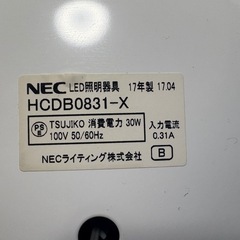 NEC LED照明器具 17年製 17.04
HCDB0831-X
PS E TSUJIKO 消費電力 30W 入力電流
100V 50/60Hz 0.31A
NECライティング株式会社 B